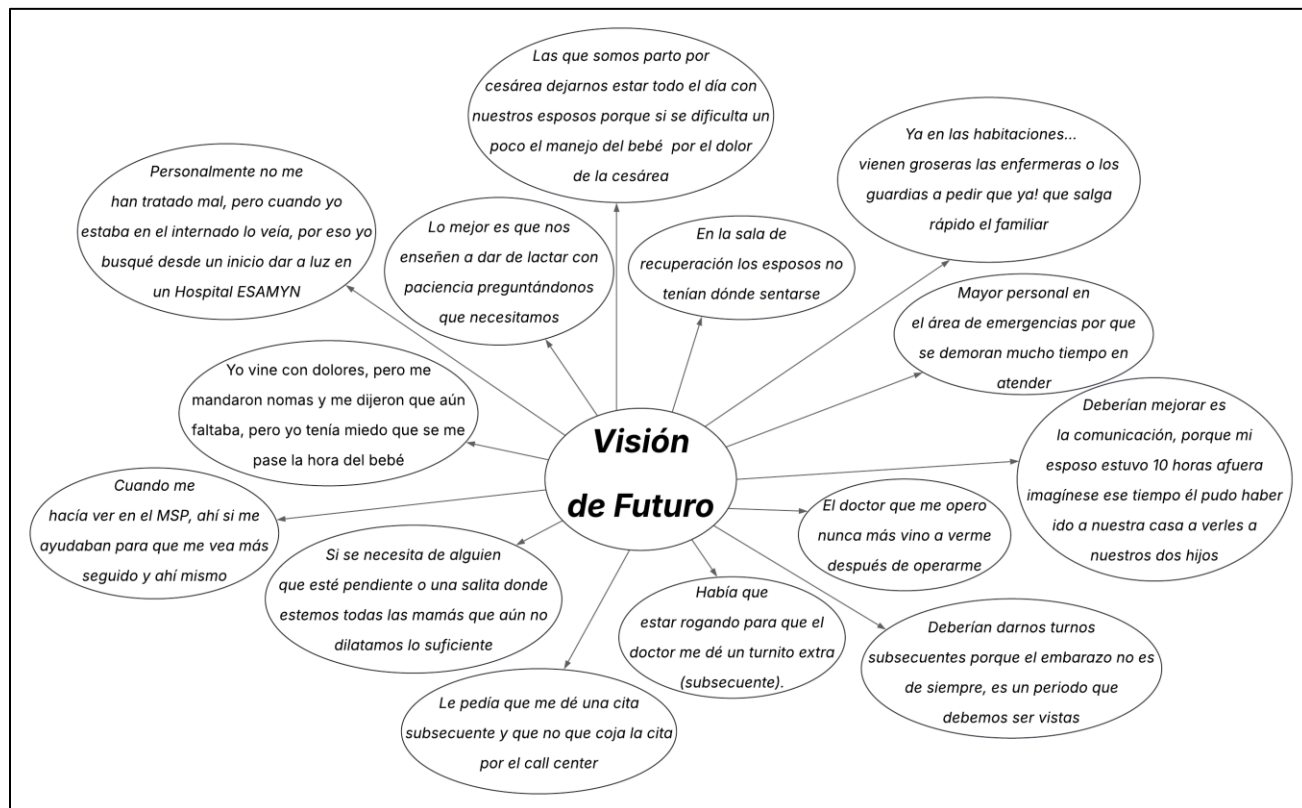 Las que somos parto por
cesárea dejarnos estar todo el día con
nuestros esposos porque si se dificulta un
poco el manejo del bebé por el dolor
de la cesárea
Ya en las habitaciones...
vienen groseras las enfermeras o los
guardias a pedir que ya! que salga
rápido el familiar
Personalmente no me
han tratado mal, pero cuando yo
estaba en el internado lo veía, por eso yo
busqué desde un inicio dar a luz en
un Hospital ESAMYN
Lo mejor es que nos
enseñen a dar de lactar con
paciencia preguntándonos
que necesitamos
En la sala de
recuperación los esposos no
tenían dónde sentarse
Mayor personal en
el área de emergencias por que
se demoran mucho tiempo en
atender
Yo vine con dolores, pero me
mandaron nomas y me dijeron que aún
faltaba, pero yo tenía miedo que se me
pase la hora del bebé
Visión
de Futuro
Deberían mejorar es
la comunicación, porque mi
esposo estuvo 10 horas afuera
imagínese ese tiempo él pudo haber
ido a nuestra casa a verles a
nuestros dos hijos
Cuando me
hacía ver en el MSP, ahí si me
ayudaban para que me vea más
seguido y ahí mismo
El doctor que me opero
nunca más vino a verme
después de operarme
Si se necesita de alguien
que esté pendiente o una salita donde
estemos todas las mamás que aún no
dilatamos lo suficiente
Había que
estar rogando para que el
doctor me dé un turnito extra
(subsecuente).
Deberían darnos turnos
subsecuentes porque el embarazo no es
de siempre, es un periodo que
debemos ser vistas
Le pedía que me dé una cita
subsecuente y que no que coja la cita
por el call center